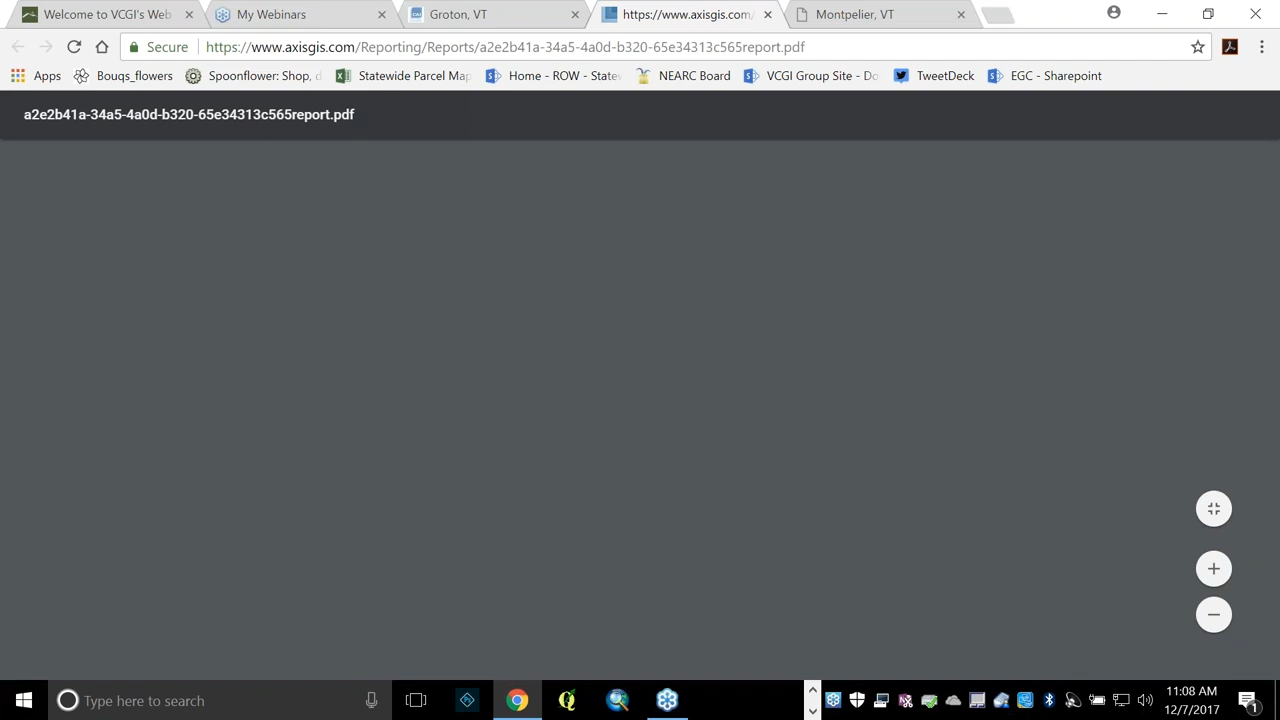 Welcome to VCGI's Web
My Webinars
Groton, VT
https://www.axisgis.com/
Montpelier, VT
Secure
https://www.axisgis.com/Reporting/Reports/a2e2b41a-34a5-4a0d-b320-65e34313c565report.pdf
Apps
Bouqs_flowers
Spoonflower: Shop, d
Statewide Parcel Map
Home - ROW - Statew
NEARC Board
VCGI Group Site - Do
TweetDeck
EGC - Sharepoint
a2e2b41a-34a5-4a0d-b320-65e34313c565report.pdf
Type here to search
11:08 AM
12/7/2017
1